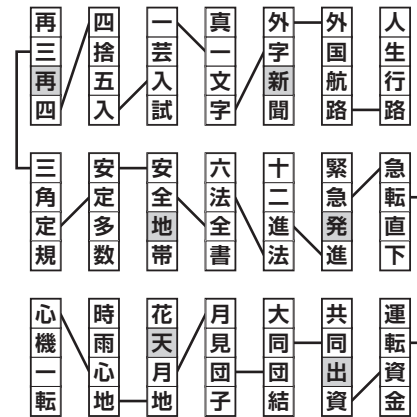 人生行路
外国航路
外字新聞
真一文字
一芸入試
四捨五入
再三再四
急転直下
緊急発進
十二進法
六法全書
安全地帯
安定多数
三角定規
運転資金
共同出資
大同団結
月見団子
花天月地
時雨心地
心機一転